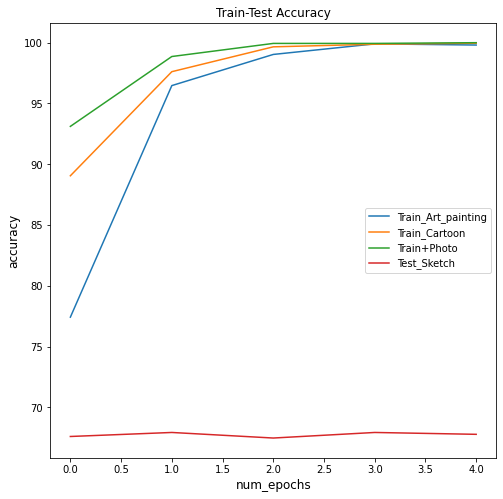 Train-Test Accuracy
100
95
90
85
80
75
70
accuracy
Train_Art_painting
Train_Cartoon
Train+Photo
Test_Sketch
0.0 0.5 1.0 1.5 2.0 2.5 3.0 3.5 4.0
num_epochs